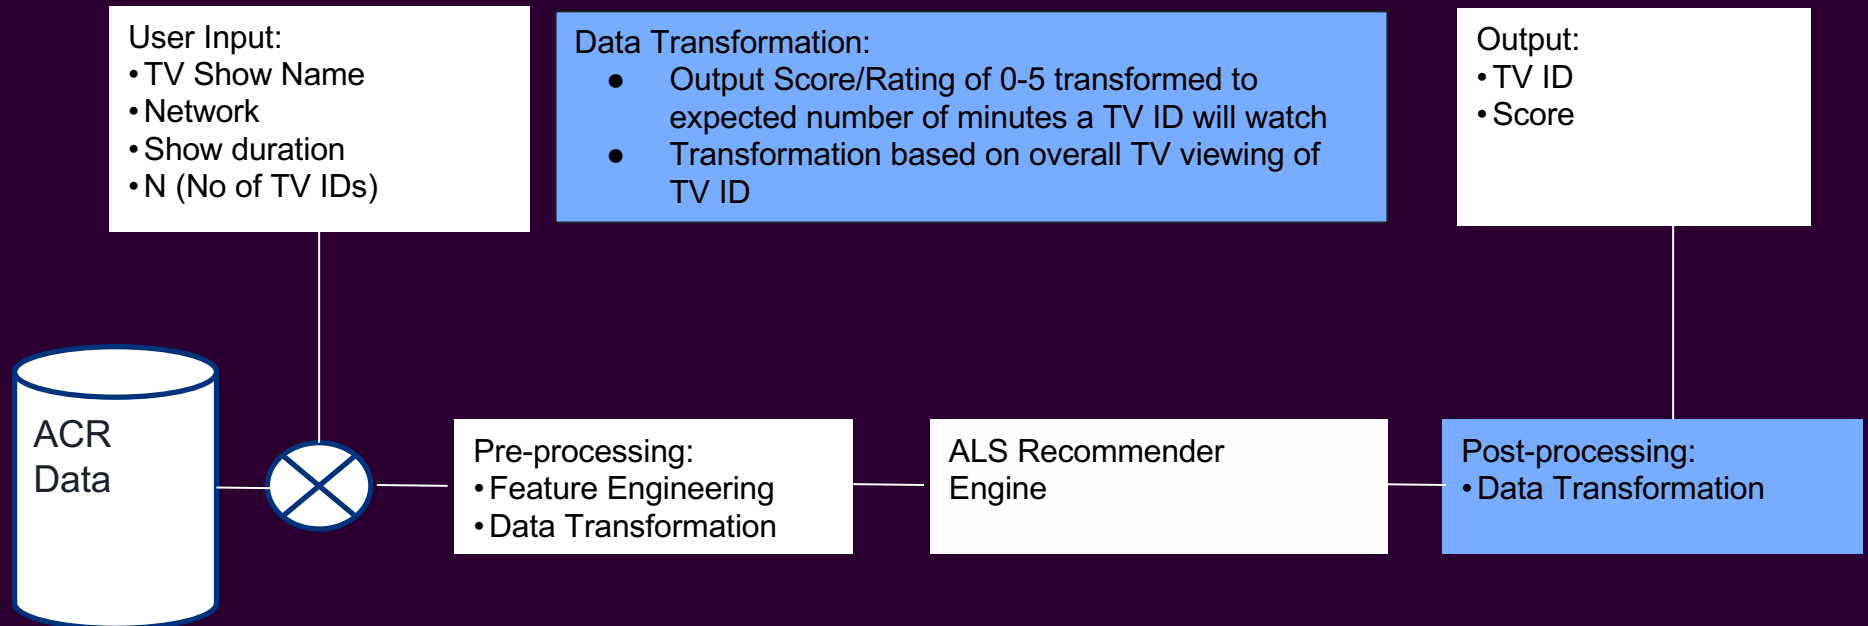 User Input:
•TV Show Name
•Network
•Show duration
•N (No of TV IDs)
Data Transformation:
● Output Score/Rating of 0-5 transformed to
expected number of minutes a TV ID will watch
● Transformation based on overall TV viewing of
TV ID
Output:
•TV ID
•Score
ACR
Data
Pre-processing:
•Feature Engineering
•Data Transformation
ALS Recommender
Engine
Post-processing:
•Data Transformation